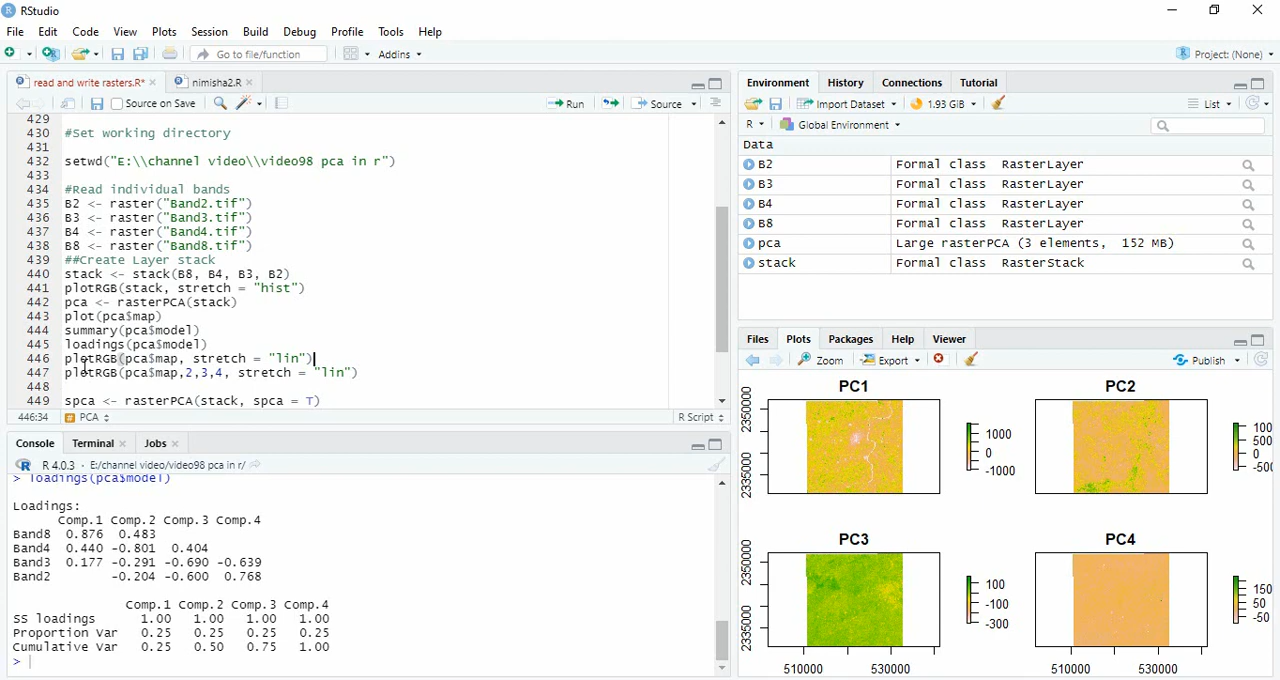 RStudio
File Edit Code View Plots Session Build Debug Profile Tools Help
Go to file/function Addins Project: (None)
read and write rasters.R* nimisha2.R
Source on Save Run Source
429
430 #Set working directory
431
432 setwd("E:\\channel video\\video98 pca in r")
433
434 #Read individual bands
435 B2 <- raster("Band2.tif")
436 B3 <- raster("Band3.tif")
437 B4 <- raster("Band4.tif")
438 B8 <- raster("Band8.tif")
439 ##Create Layer stack
440 stack <- stack(B8, B4, B3, B2)
441 plotRGB(stack, stretch = "hist")
442 pca <- rasterPCA(stack)
443 plot(pca$map)
444 summary(pca$model)
445 loadings(pca$model)
446 plotRGB(pca$map, stretch = "lin")
447 plotRGB(pca$map,2,3,4, stretch = "lin")
448
449 spca <- rasterPCA(stack, spca = T)
446:34 PCA R Script
Console Terminal Jobs
R 4.0.3 · E:/channel video/video98 pca in r/
> loadings(pca$model)
Loadings:
Comp.1 Comp.2 Comp.3 Comp.4
Band8 0.876 0.483
Band4 0.440 -0.801 0.404
Band3 0.177 -0.291 -0.690 -0.639
Band2 -0.204 -0.600 0.768
Comp.1 Comp.2 Comp.3 Comp.4
SS loadings 1.00 1.00 1.00 1.00
Proportion Var 0.25 0.25 0.25 0.25
Cumulative Var 0.25 0.50 0.75 1.00
>
Environment History Connections Tutorial
Import Dataset 1.93 GiB List
R Global Environment
Data
B2 Formal class RasterLayer
B3 Formal class RasterLayer
B4 Formal class RasterLayer
B8 Formal class RasterLayer
pca Large rasterPCA (3 elements, 152 MB)
stack Formal class RasterStack
Files Plots Packages Help Viewer
Zoom Export Publish
PC1 PC2
2350000
2335000
1000
0
-1000
1000
500
0
-500
PC3 PC4
2350000
2335000
100
-100
-300
150
50
-50
510000 530000 510000 530000